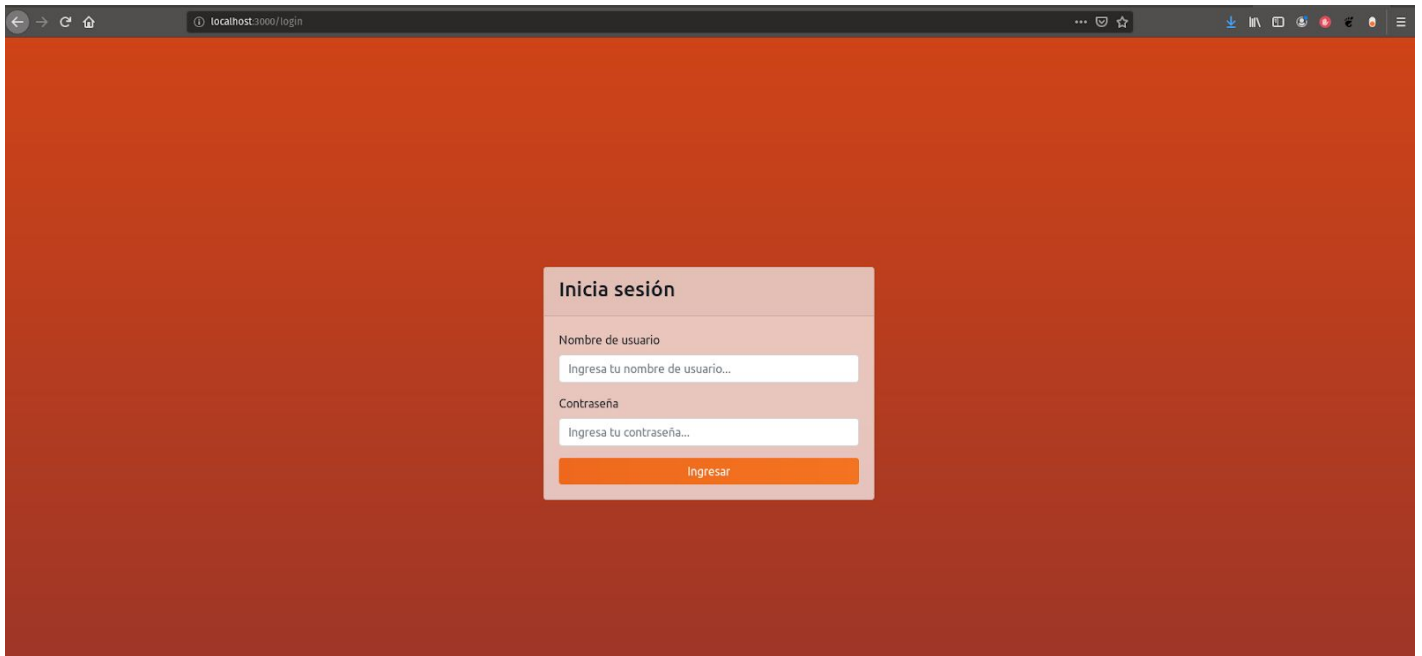 localhost:3000/login
Inicia sesión
Nombre de usuario
Ingresa tu nombre de usuario...
Contraseña
Ingresa tu contraseña...
Ingresar